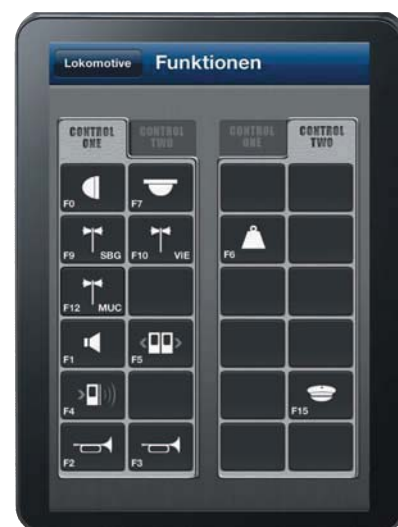 Lokomotive Funktionen
CONTROL ONE
CONTROL TWO
CONTROL ONE
CONTROL TWO
F0 F7
F9 SBG F10 VIE F6
F12 MUC
F1 F5
F4 F15
F2 F3